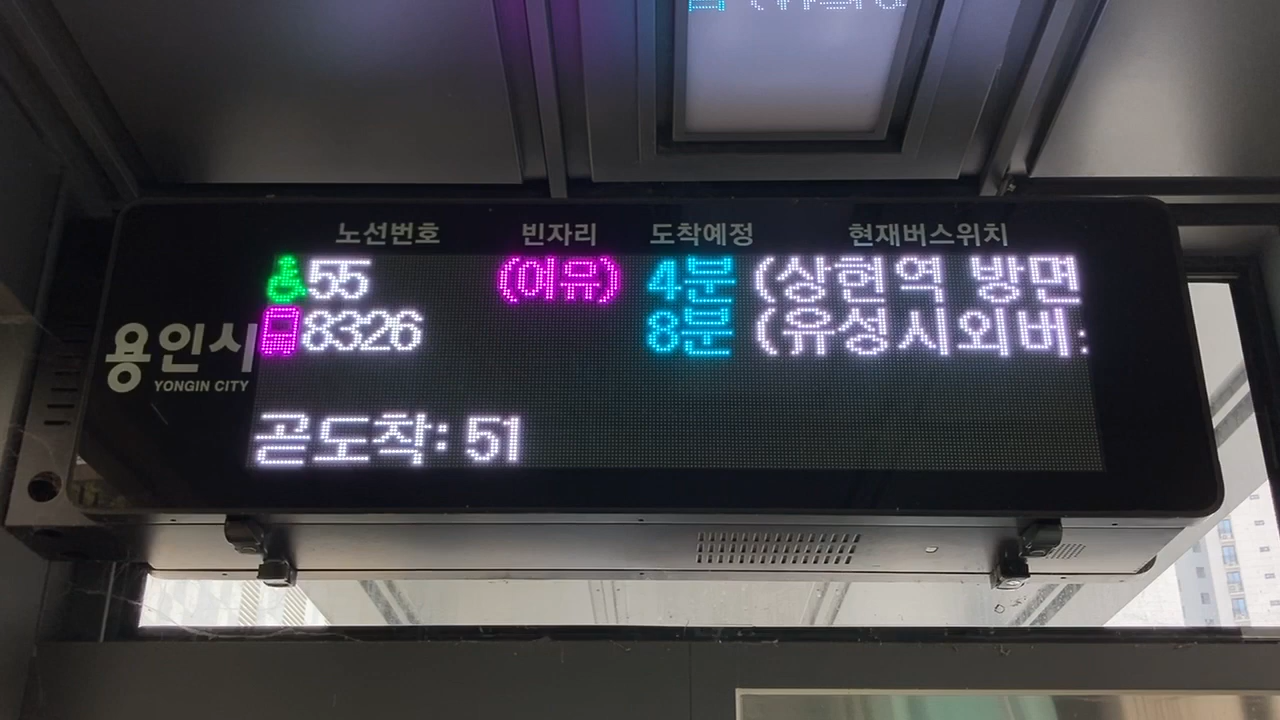 노선번호 빈자리 도착예정 현재버스위치
55 (여유) 4분 (상현역 방면
8326 8분 (유성시외버
용인시
YONGIN CITY
곧도착: 51